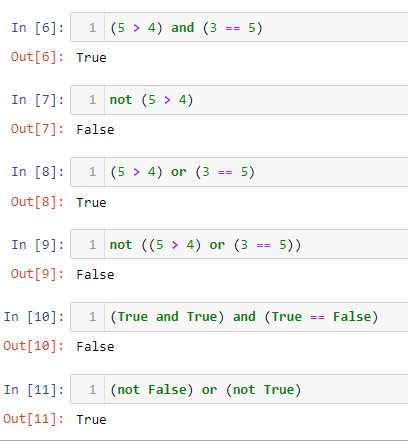 In [6]: 1 (5 > 4) and (3 == 5)
Out[6]: True
In [7]: 1 not (5 > 4)
Out[7]: False
In [8]: 1 (5 > 4) or (3 == 5)
Out[8]: True
In [9]: 1 not ((5 > 4) or (3 == 5))
Out[9]: False
In [10]: 1 (True and True) and (True == False)
Out[10]: False
In [11]: 1 (not False) or (not True)
Out[11]: True